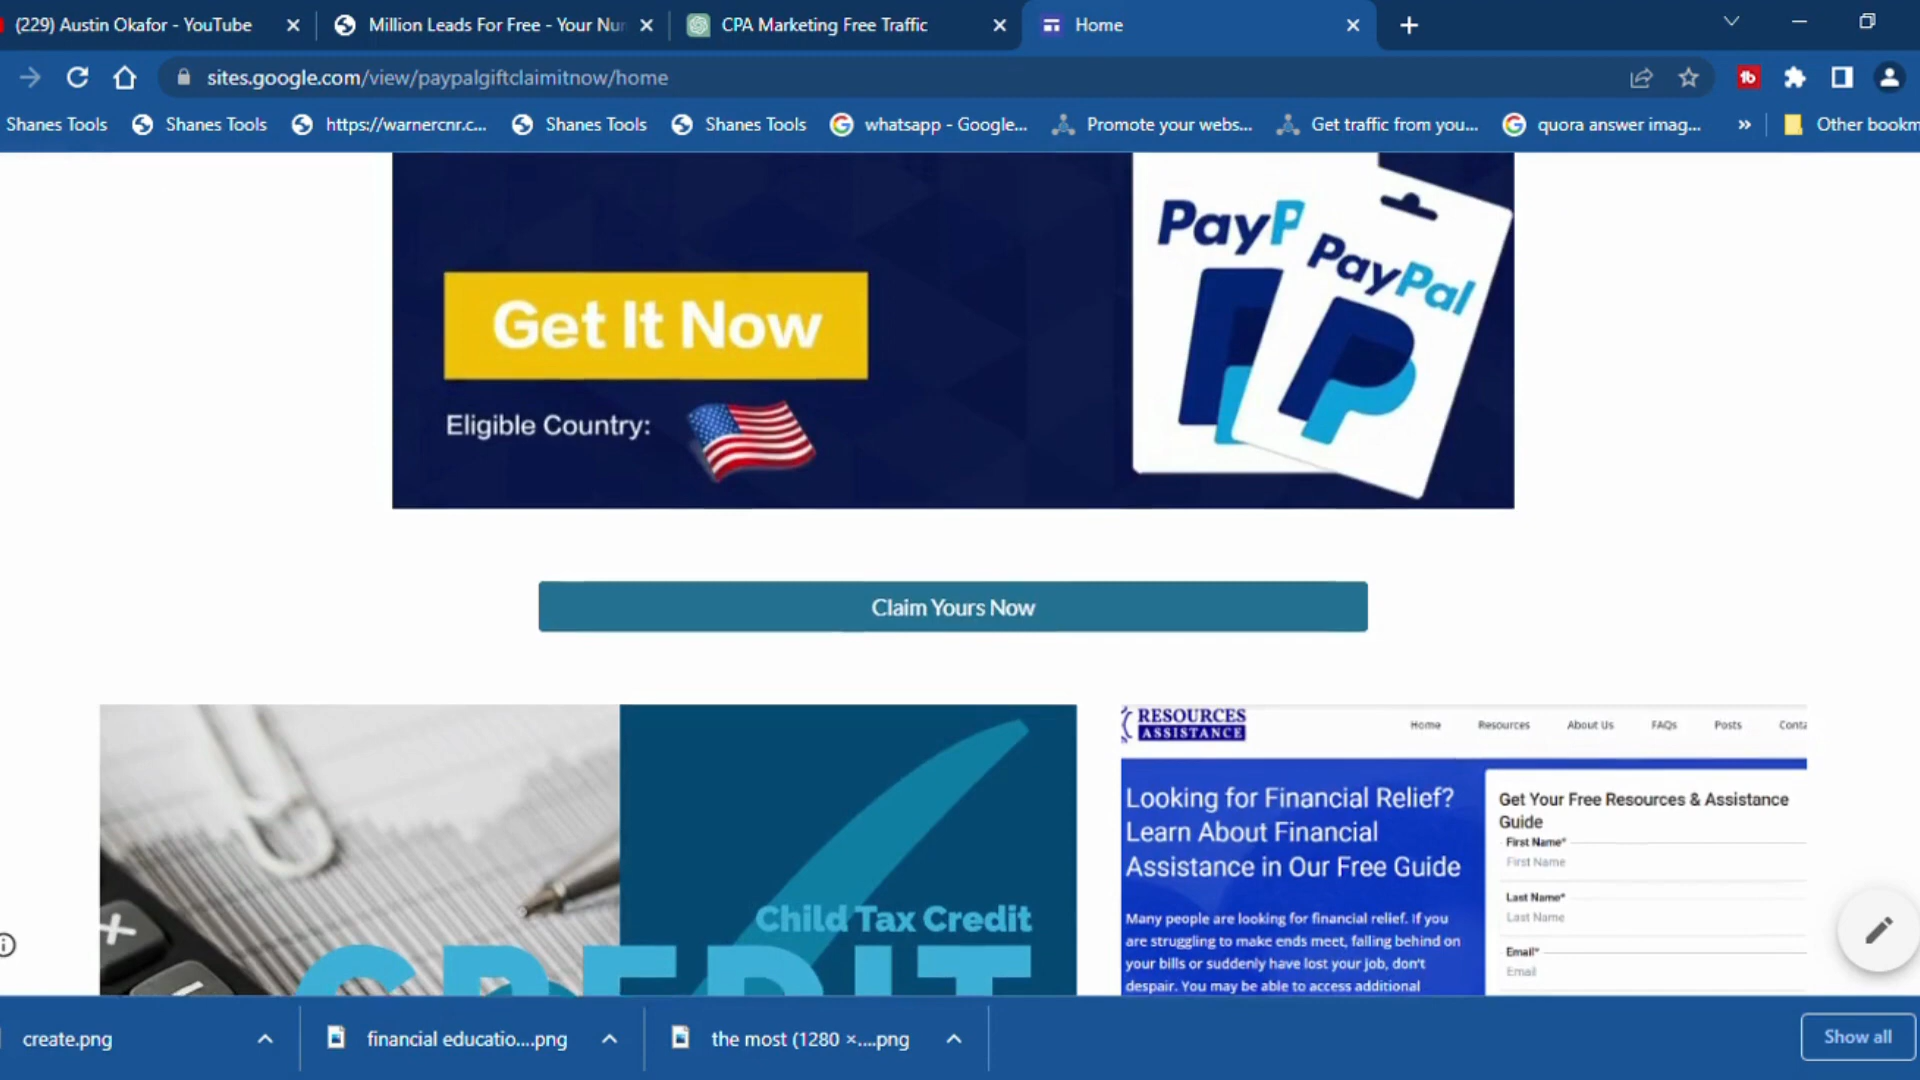 (229) Austin Okafor - YouTube
Million Leads For Free - Your Nu
CPA Marketing Free Traffic
Home
sites.google.com/view/paypalgiftclaimitnow/home
Shanes Tools
Shanes Tools
https://warnercnr.c...
Shanes Tools
Shanes Tools
whatsapp - Google...
Promote your webs...
Get traffic from you...
quora answer imag...
»
Other bookm
PayP
PayPal
Get It Now
Eligible Country:
Claim Yours Now
RESOURCES
ASSISTANCE
Home
Resources
About Us
FAQs
Posts
Conta
Looking for Financial Relief?
Learn About Financial
Assistance in Our Free Guide
Many people are looking for financial relief. If you
are struggling to make ends meet, falling behind on
your bills or suddenly have lost your job, don't
despair. You may be able to access additional
Get Your Free Resources & Assistance
Guide
First Name*
First Name
Last Name*
Last Name
Email*
Email
Child Tax Credit
CREDIT
create.png
financial educatio....png
the most (1280 ×....png
Show all